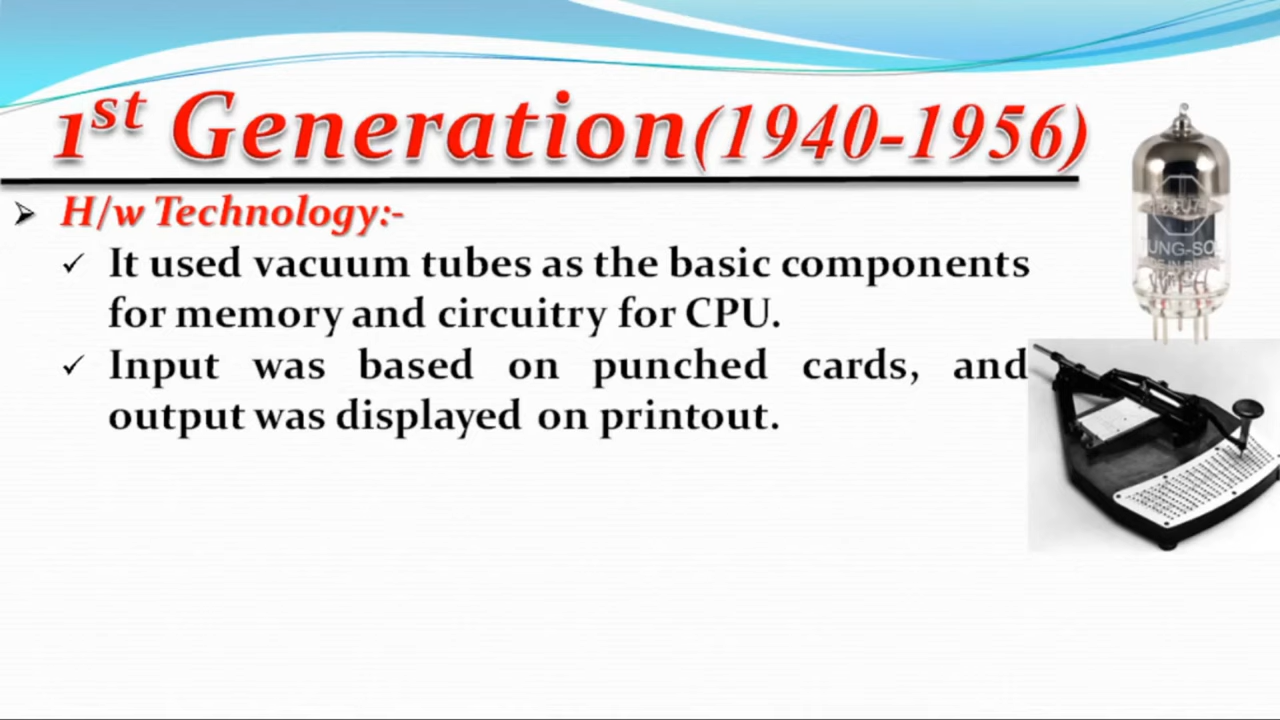 1st Generation(1940-1956)
H/w Technology:-
It used vacuum tubes as the basic components
for memory and circuitry for CPU.
Input was based on punched cards, and
output was displayed on printout.